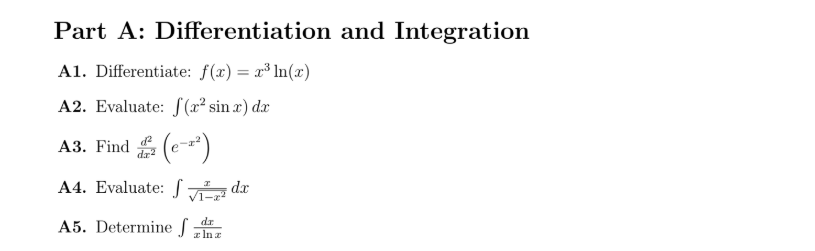 Part A: Differentiation and Integration
A1. Differentiate: f(x) = x³ ln(x)
A2. Evaluate: ∫(x² sin x) dx
A3. Find d²/dx² (e^{-x²})
A4. Evaluate: ∫ x/√(1−x²) dx
A5. Determine ∫ dx/(x ln x)